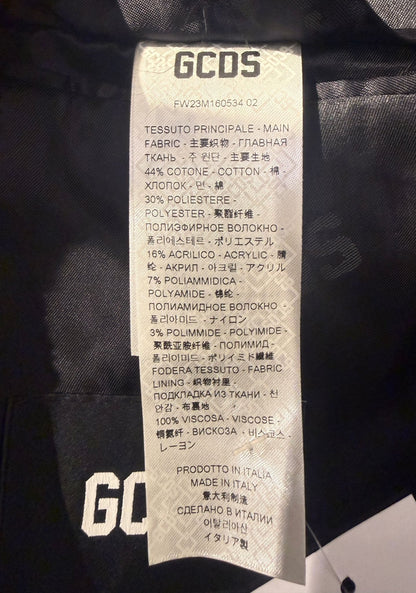 GCDS
FW23M160534 02
TESSUTO PRINCIPALE - MAIN
FABRIC - 主要织物 - ГЛАВНАЯ
ТКАНЬ - 주 원단 - 主要生地
44% COTONE - COTTON - 棉 -
ХЛОПОК - 면 - 綿
30% POLIESTERE -
POLYESTER - 聚酯纤维 -
ПОЛИЭФИРНОЕ ВОЛОКНО -
폴리에스테르 - ポリエステル
16% ACRILICO - ACRYLIC - 腈
纶 - АКРИЛ - 아크릴 - アクリル
7% POLIAMMIDICA -
POLYAMIDE - 锦纶 -
ПОЛИАМИДНОЕ ВОЛОКНО -
폴리아미드 - ナイロン
3% POLIMMIDE - POLYIMIDE -
聚酰亚胺纤维 - ПОЛИМИД -
폴리아미드 - ポリイミド繊維
FODERA TESSUTO - FABRIC
LINING - 织物衬里 -
ПОДКЛАДКА ИЗ ТКАНИ - 천
안감 - 布裏地
100% VISCOSA - VISCOSE -
铜氨纤 - ВИСКОЗА - 비스코스 -
レーヨン
PRODOTTO IN ITALIA
MADE IN ITALY
意大利制造
СДЕЛАНО В ИТАЛИИ
이탈리아산
イタリア製
GC